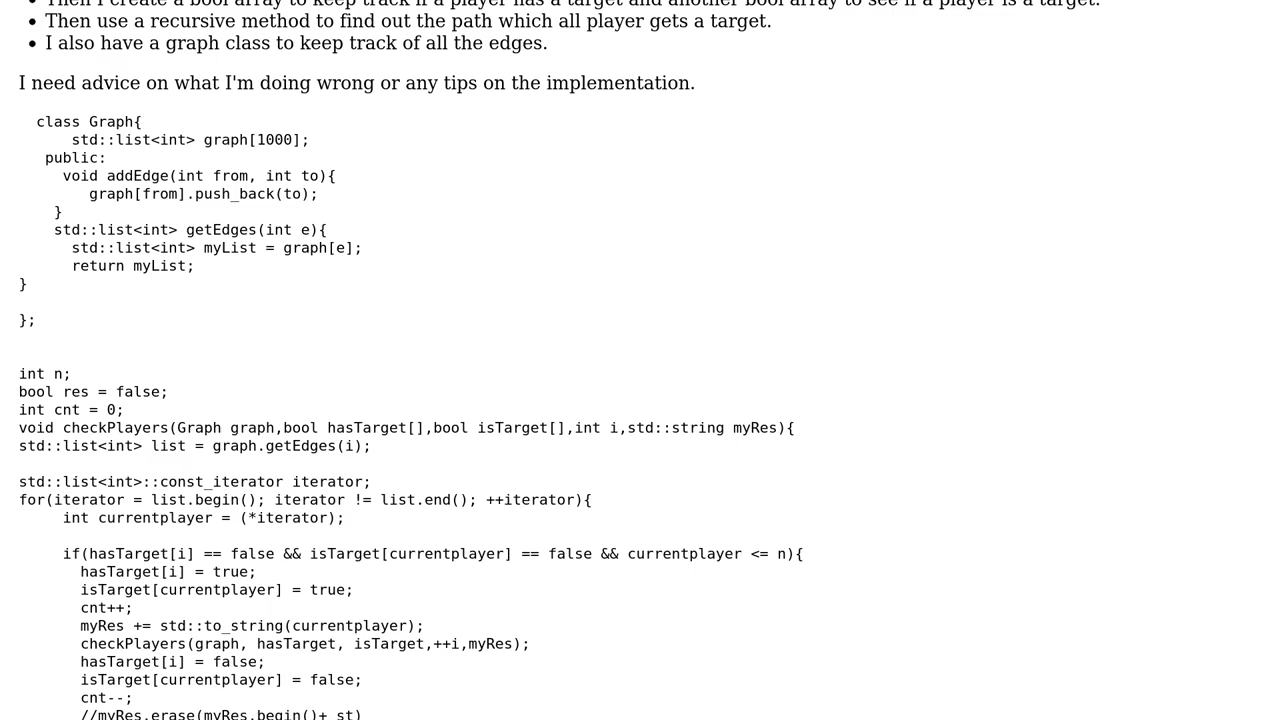 Then I create a bool array to keep track if a player has a target and another bool array to see if a player is a target.
• Then use a recursive method to find out the path which all player gets a target.
• I also have a graph class to keep track of all the edges.
I need advice on what I'm doing wrong or any tips on the implementation.
class Graph{
std::list<int> graph[1000];
public:
void addEdge(int from, int to){
graph[from].push_back(to);
}
std::list<int> getEdges(int e){
std::list<int> myList = graph[e];
return myList;
}
};
int n;
bool res = false;
int cnt = 0;
void checkPlayers(Graph graph,bool hasTarget[],bool isTarget[],int i,std::string myRes){
std::list<int> list = graph.getEdges(i);
std::list<int>::const_iterator iterator;
for(iterator = list.begin(); iterator != list.end(); ++iterator){
int currentplayer = (*iterator);
if(hasTarget[i] == false && isTarget[currentplayer] == false && currentplayer <= n){
hasTarget[i] = true;
isTarget[currentplayer] = true;
cnt++;
myRes += std::to_string(currentplayer);
checkPlayers(graph, hasTarget, isTarget,++i,myRes);
hasTarget[i] = false;
isTarget[currentplayer] = false;
cnt--;
//myRes.erase(myRes.begin()+ st)